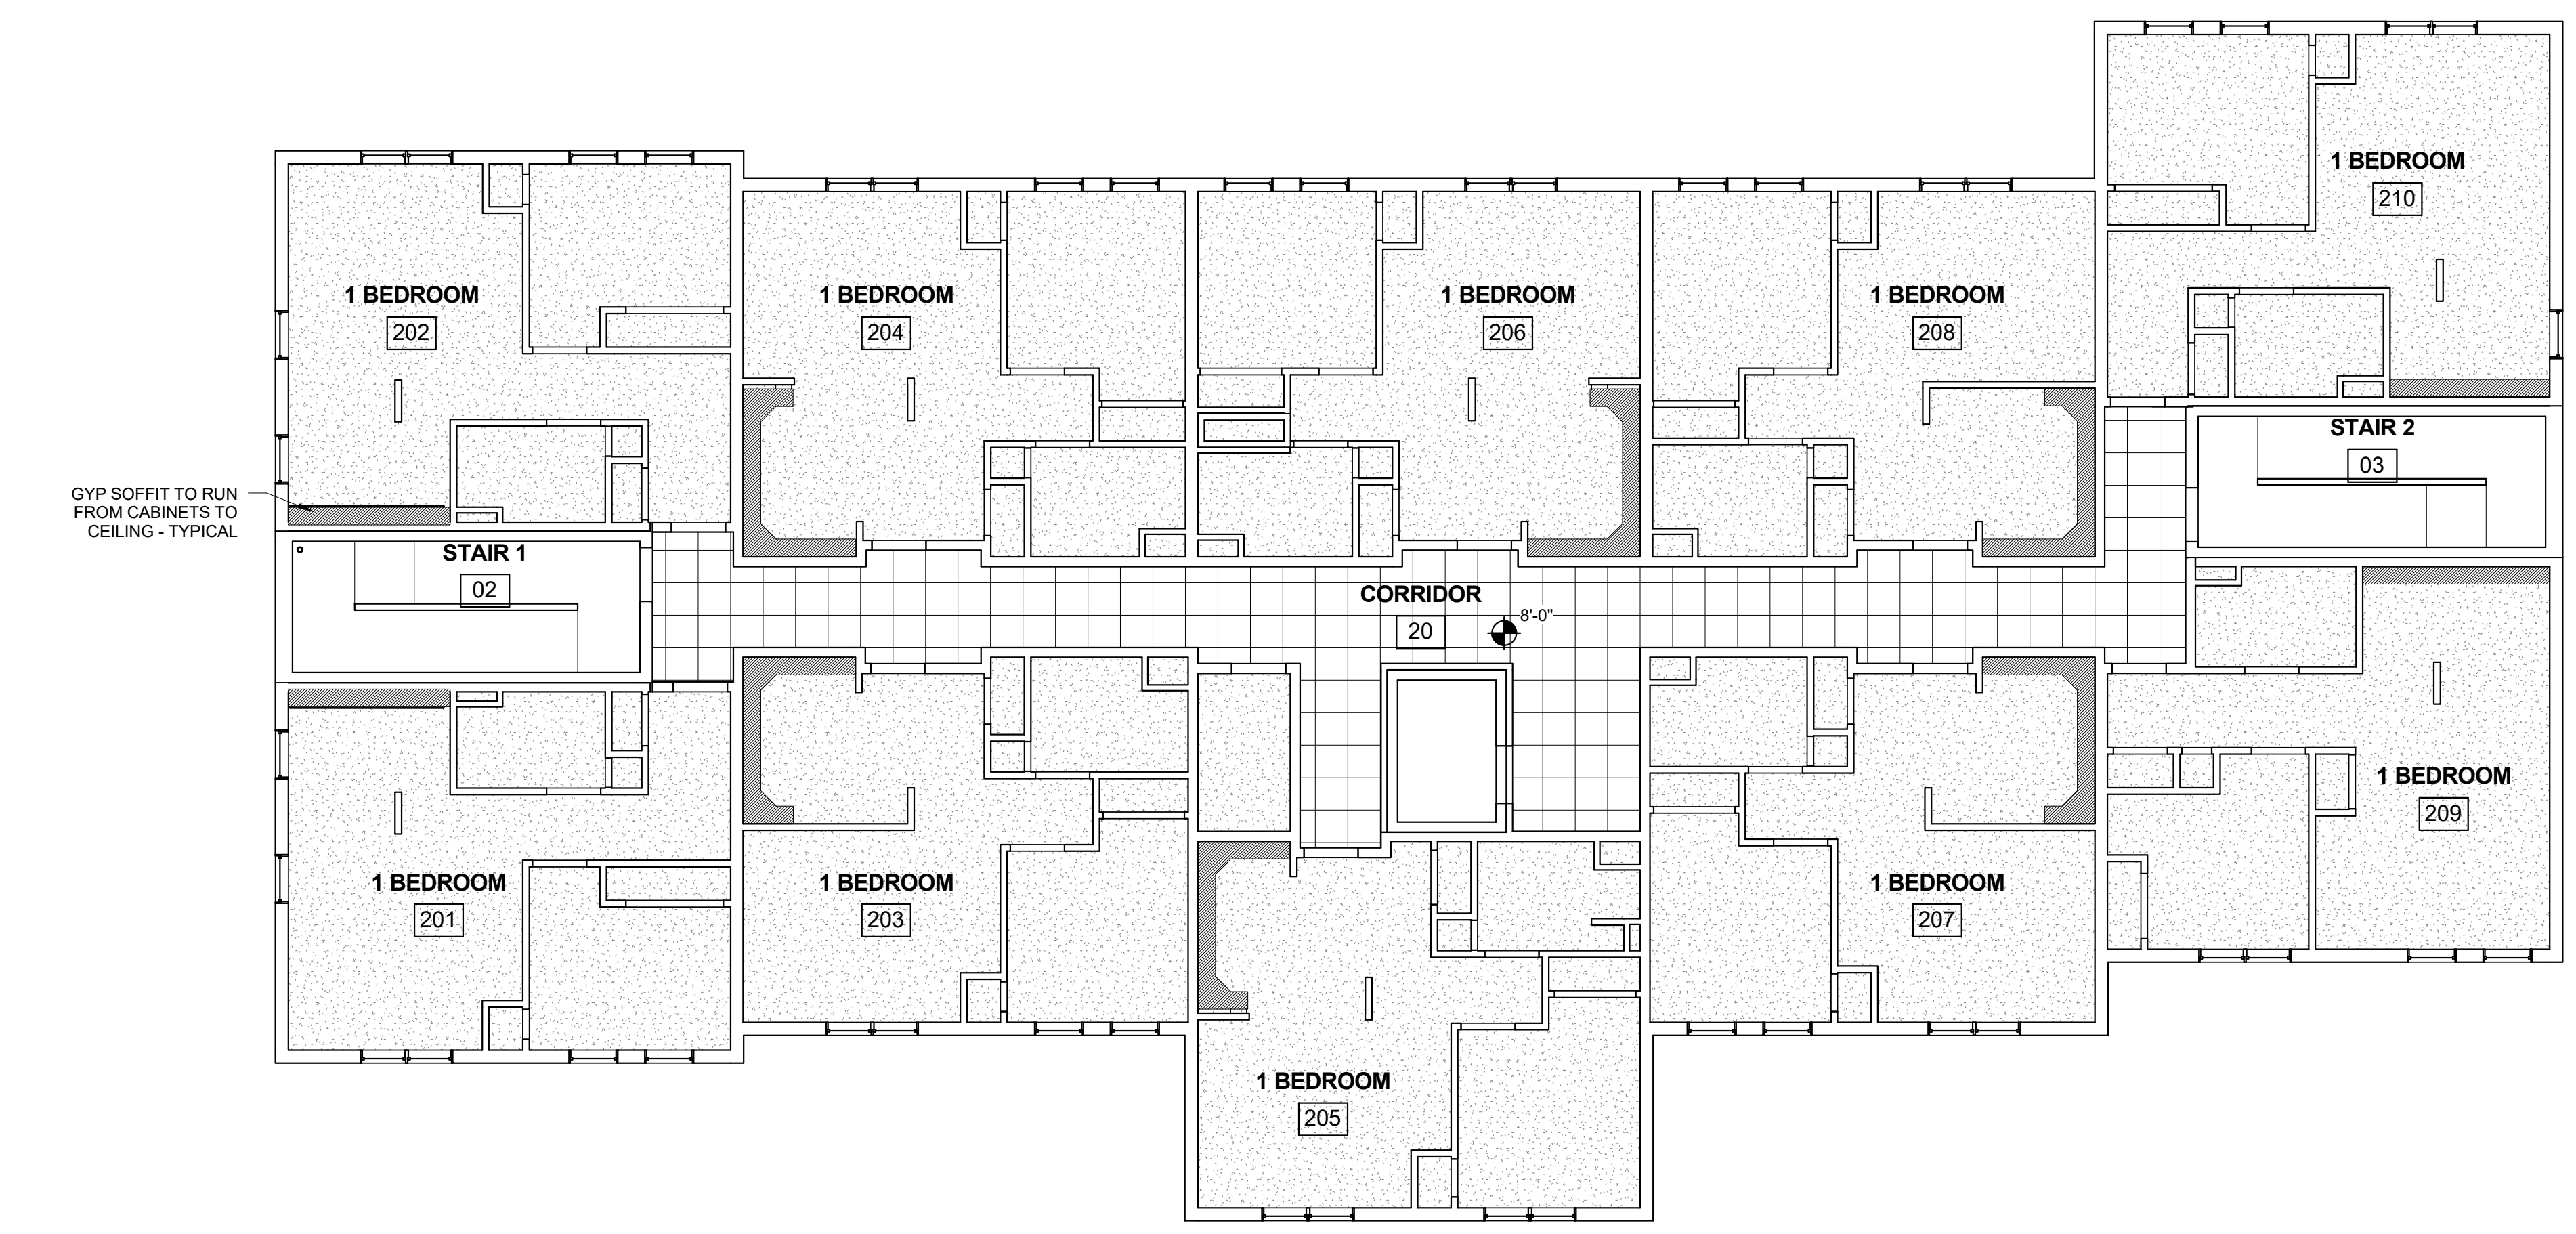 1 BEDROOM
210
1 BEDROOM
202
1 BEDROOM
204
1 BEDROOM
206
1 BEDROOM
208
STAIR 2
03
GYP SOFFIT TO RUN
FROM CABINETS TO
CEILING - TYPICAL
STAIR 1
02
CORRIDOR
20
8'-0"
1 BEDROOM
209
1 BEDROOM
201
1 BEDROOM
203
1 BEDROOM
207
1 BEDROOM
205